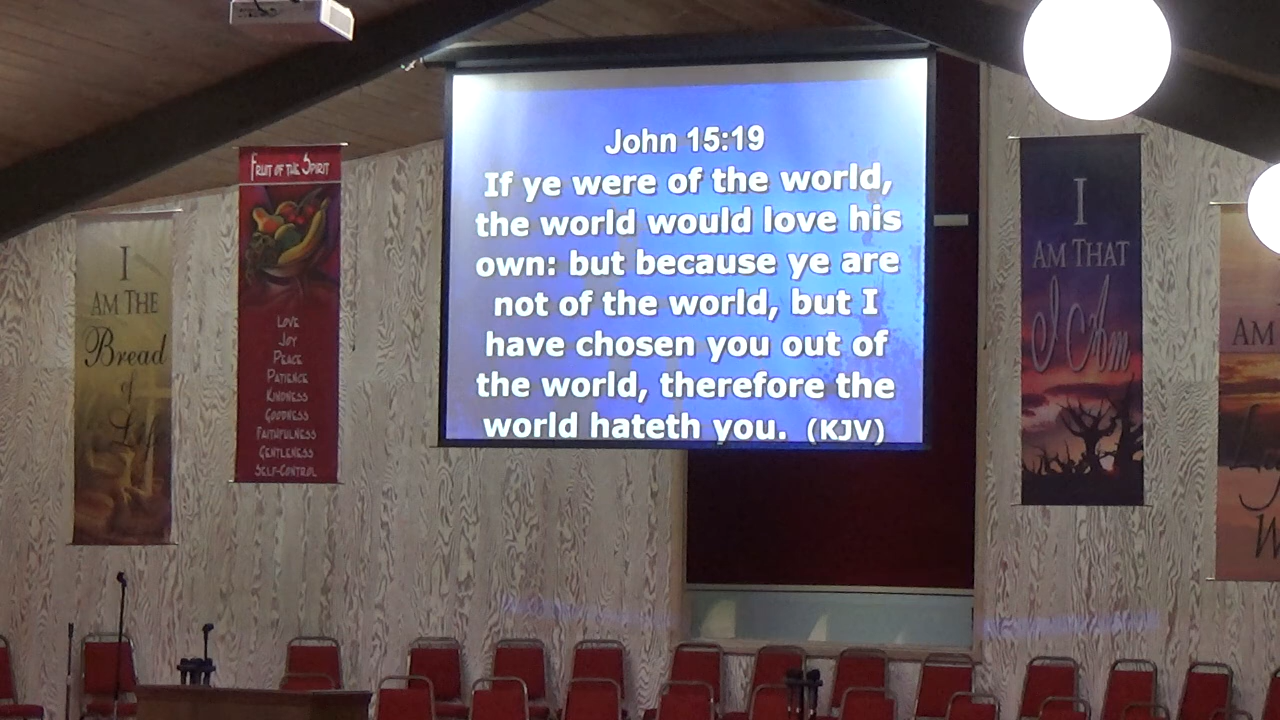 I
AM THE
Bread
of
Life
FRUIT OF THE SPIRIT
LOVE
JOY
PEACE
PATIENCE
KINDNESS
GOODNESS
FAITHFULNESS
GENTLENESS
SELF-CONTROL
John 15:19
If ye were of the world,
the world would love his
own: but because ye are
not of the world, but I
have chosen you out of
the world, therefore the
world hateth you. (KJV)
I
AM THAT
I Am
AM